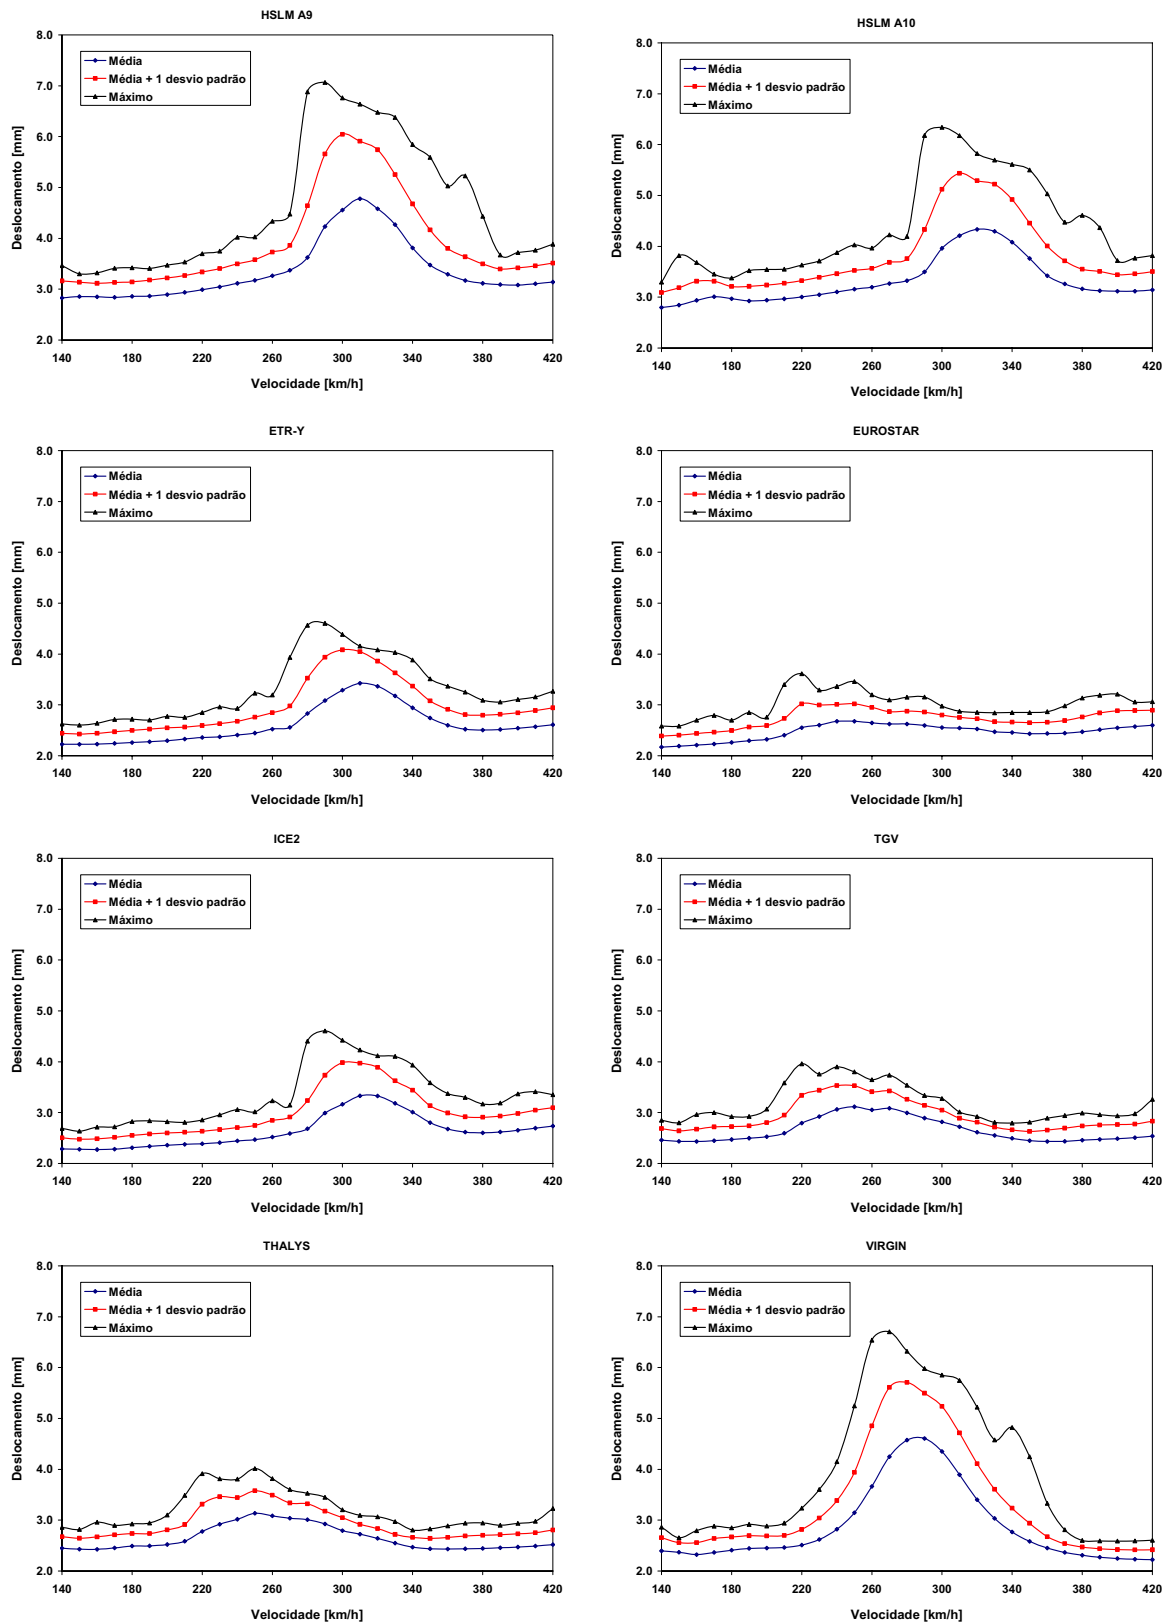 HSLM A9
8.0
7.0
6.0
5.0
4.0
3.0
2.0
140 180 220 260 300 340 380 420
Deslocamento [mm]
Velocidade [km/h]
Média
Média + 1 desvio padrão
Máximo
HSLM A10
8.0
7.0
6.0
5.0
4.0
3.0
2.0
140 180 220 260 300 340 380 420
Deslocamento [mm]
Velocidade [km/h]
Média
Média + 1 desvio padrão
Máximo
ETR-Y
8.0
7.0
6.0
5.0
4.0
3.0
2.0
140 180 220 260 300 340 380 420
Deslocamento [mm]
Velocidade [km/h]
Média
Média + 1 desvio padrão
Máximo
EUROSTAR
8.0
7.0
6.0
5.0
4.0
3.0
2.0
140 180 220 260 300 340 380 420
Deslocamento [mm]
Velocidade [km/h]
Média
Média + 1 desvio padrão
Máximo
ICE2
8.0
7.0
6.0
5.0
4.0
3.0
2.0
140 180 220 260 300 340 380 420
Deslocamento [mm]
Velocidade [km/h]
Média
Média + 1 desvio padrão
Máximo
TGV
8.0
7.0
6.0
5.0
4.0
3.0
2.0
140 180 220 260 300 340 380 420
Deslocamento [mm]
Velocidade [km/h]
Média
Média + 1 desvio padrão
Máximo
THALYS
8.0
7.0
6.0
5.0
4.0
3.0
2.0
140 180 220 260 300 340 380 420
Deslocamento [mm]
Velocidade [km/h]
Média
Média + 1 desvio padrão
Máximo
VIRGIN
8.0
7.0
6.0
5.0
4.0
3.0
2.0
140 180 220 260 300 340 380 420
Deslocamento [mm]
Velocidade [km/h]
Média
Média + 1 desvio padrão
Máximo